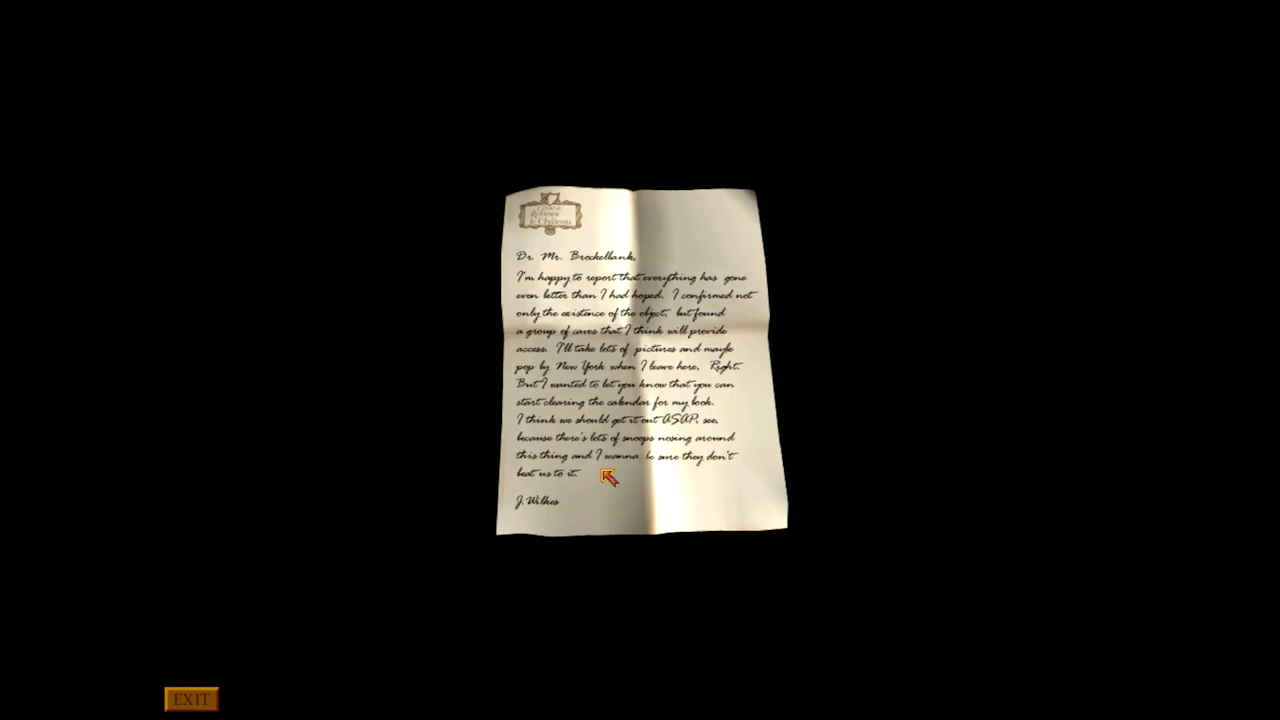 Rennes
le Château
Dr. Mr. Brockelbank,
I'm happy to report that everything has gone
even better than I had hoped. I confirmed not
only the existence of the object, but found
a group of caves that I think will provide
access. I'll take lots of pictures and maybe
pop by New York when I leave here. Right.
But I wanted to let you know that you can
start clearing the calendar for my book.
I think we should get it out ASAP, see,
because there's lots of snoops nosing around
this thing and I wanna be sure they don't
beat us to it.
J. Wilkes
EXIT